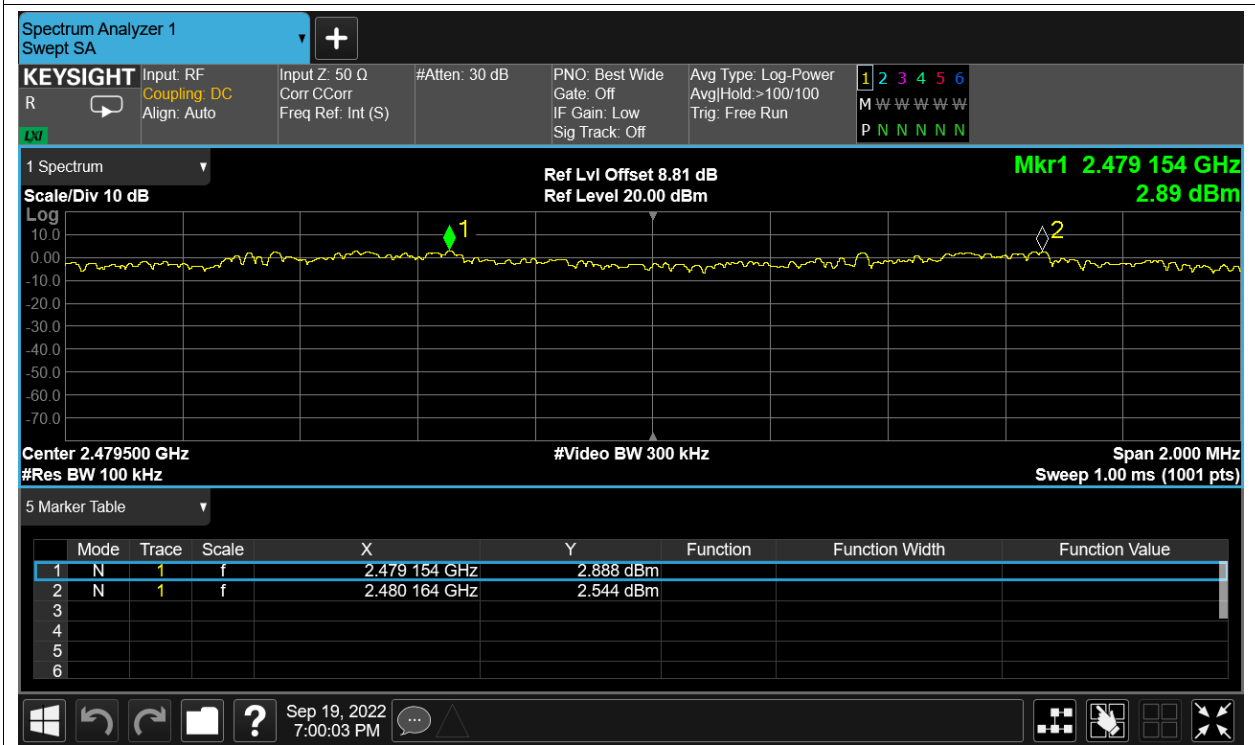 Spectrum Analyzer 1
Swept SA
+
KEYSIGHT Input: RF Input Z: 50 Ω #Atten: 30 dB PNO: Best Wide Avg Type: Log-Power 1 2 3 4 5 6
R Coupling: DC Corr CCorr Gate: Off Avg|Hold:>100/100
Align: Auto Freq Ref: Int (S) IF Gain: Low Trig: Free Run M W W W W W
LXI Sig Track: Off P N N N N N
1 Spectrum Ref Lvl Offset 8.81 dB Mkr1 2.479 154 GHz
Scale/Div 10 dB Ref Level 20.00 dBm 2.89 dBm
Log
10.0
0.00
-10.0
-20.0
-30.0
-40.0
-50.0
-60.0
-70.0
1
2
Center 2.479500 GHz #Video BW 300 kHz Span 2.000 MHz
#Res BW 100 kHz Sweep 1.00 ms (1001 pts)
5 Marker Table
Mode Trace Scale X Y Function Function Width Function Value
1 N 1 f 2.479 154 GHz 2.888 dBm
2 N 1 f 2.480 164 GHz 2.544 dBm
3
4
5
6
? Sep 19, 2022
7:00:03 PM